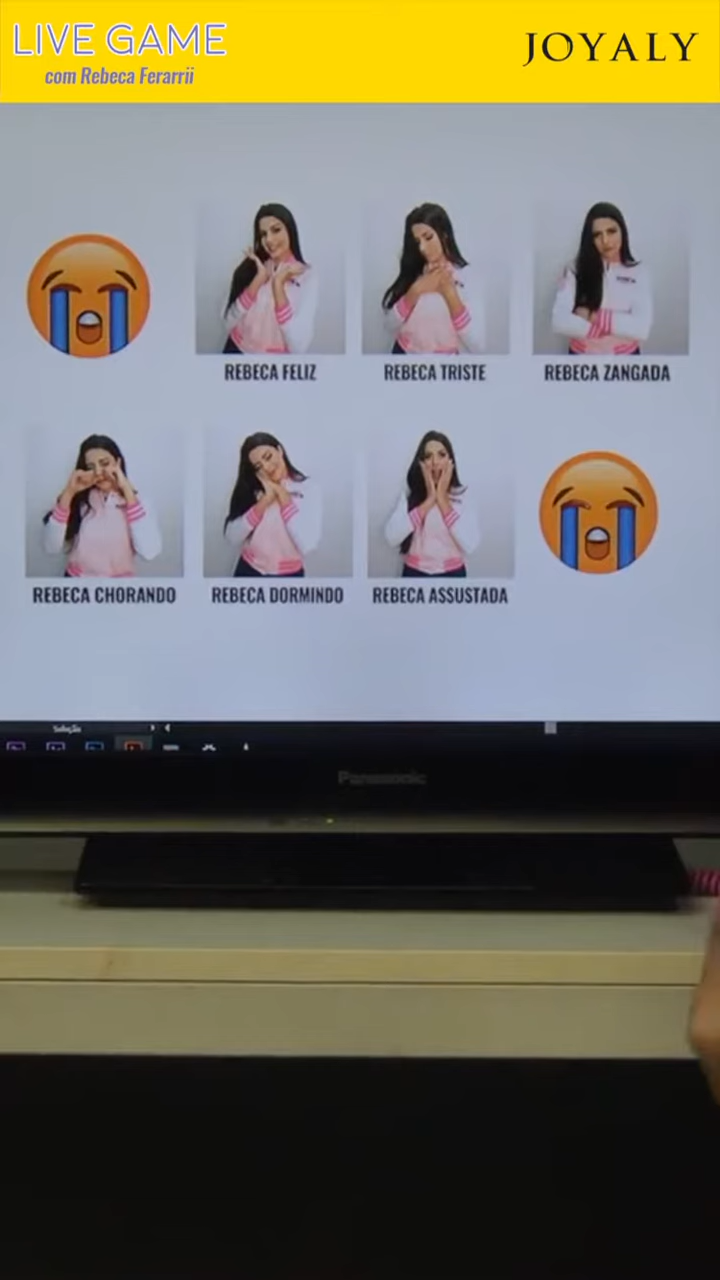 LIVE GAME
com Rebeca Ferarrii
JOYALY
REBECA FELIZ
REBECA TRISTE
REBECA ZANGADA
REBECA CHORANDO
REBECA DORMINDO
REBECA ASSUSTADA
Seleção
Panasonic